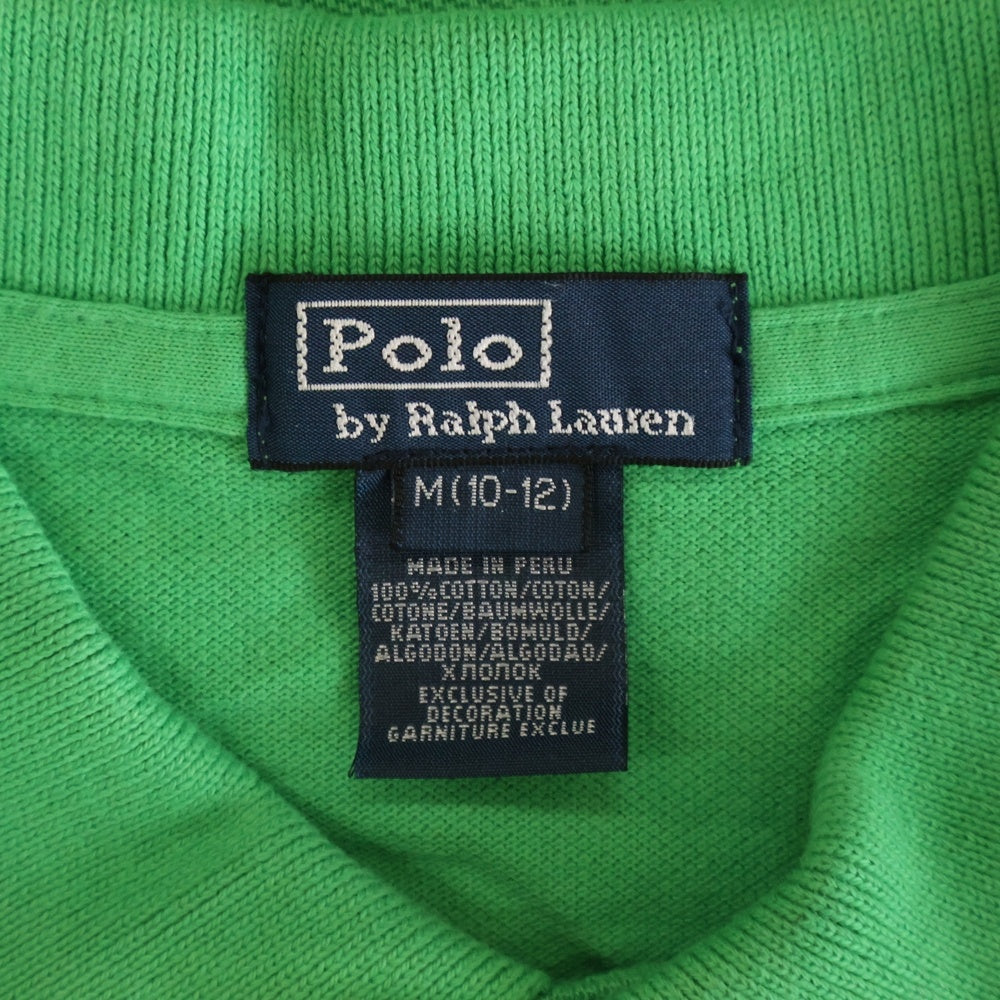 Polo
by Ralph Lauren
M(10-12)
MADE IN PERU
100%COTTON/COTON/
COTONE/BAUMWOLLE/
KATOEN/BOMULD/
ALGODON/ALGODAO/
ХЛОПОК
EXCLUSIVE OF
DECORATION
GARNITURE EXCLUE